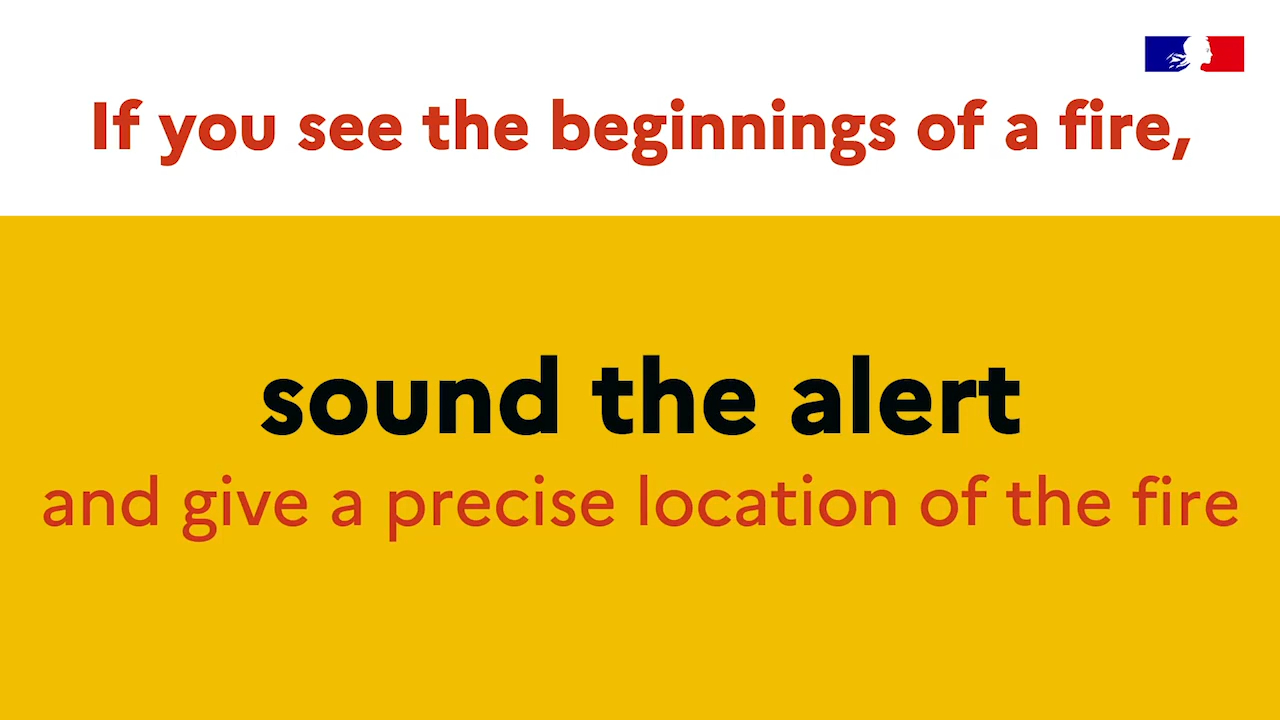 If you see the beginnings of a fire,
sound the alert
and give a precise location of the fire